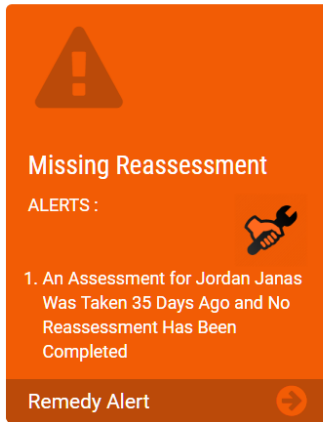 Missing Reassessment
ALERTS :
1. An Assessment for Jordan Janas
Was Taken 35 Days Ago and No
Reassessment Has Been
Completed
Remedy Alert